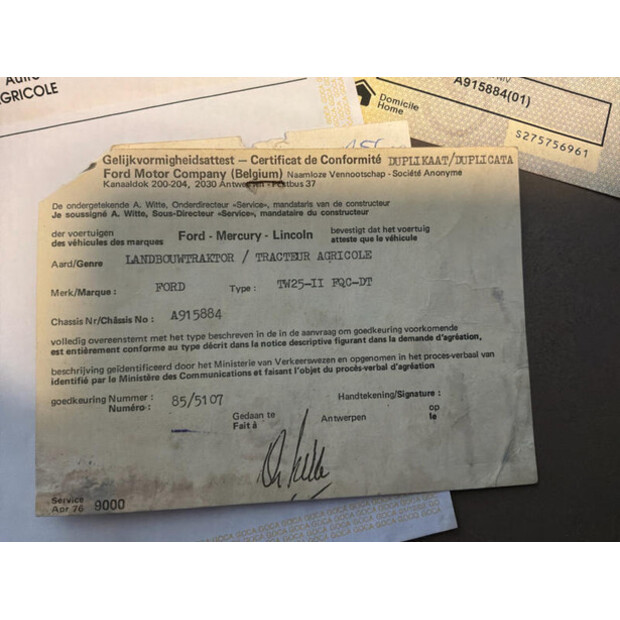 AGRICOLE
A915884(01)
Domicile
Home
S275756961
Gelijkvormigheidsattest – Certificat de Conformité DUPLIKAAT/DUPLICATA
Ford Motor Company (Belgium) Naamloze Vennootschap - Société Anonyme
Kanaaldok 200-204, 2030 Antwerpen - Postbus 37
De ondergetekende A. Witte, Onderdirecteur «Service», mandataris van de constructeur
Je soussigné A. Witte, Sous-Directeur «Service», mandataire du constructeur
der voertuigen Ford - Mercury - Lincoln bevestigt dat het voertuig
des véhicules des marques atteste que le véhicule
Aard/Genre LANDBOUWTRAKTOR / TRACTEUR AGRICOLE
Merk/Marque : FORD Type : TW25-II FQC-DT
Chassis Nr/Châssis No : A915884
volledig overeenstemt met het type beschreven in de in de aanvraag om goedkeuring voorkomende
est entièrement conforme au type décrit dans la notice descriptive figurant dans la demande d'agréation,
beschrijving geïdentificeerd door het Ministerie van Verkeerswezen en opgenomen in het proces-verbaal van
identifié par le Ministère des Communications et faisant l'objet du procès-verbal d'agréation
goedkeuring Nummer : 85/5107 Handtekening/Signature :
Numéro :
Gedaan te Antwerpen op
Fait à le
Service
Apr 76 9000
GOCA GOCA GOCA GOCA GOCA GOCA GOCA GOCA